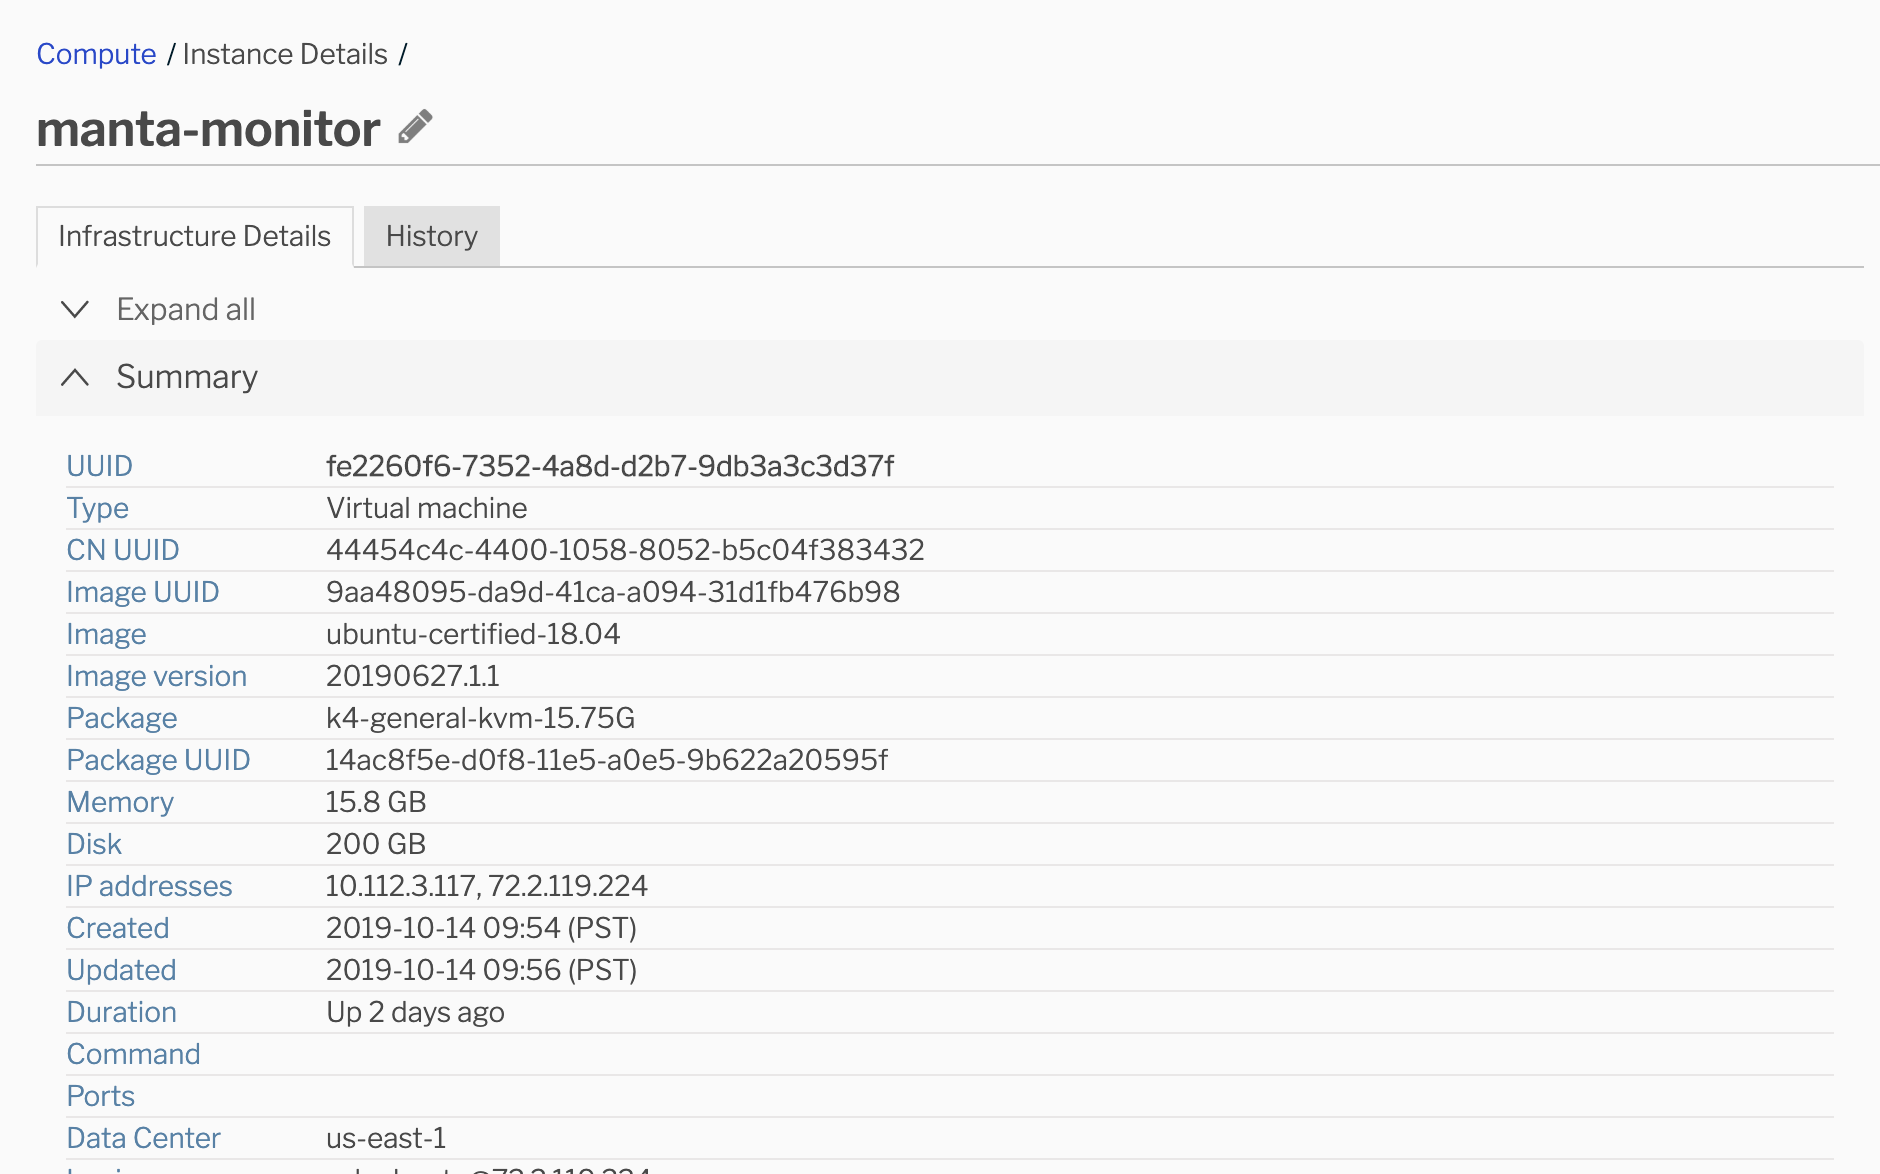 Compute / Instance Details /
manta-monitor
Infrastructure Details History
Expand all
Summary
UUID fe2260f6-7352-4a8d-d2b7-9db3a3c3d37f
Type Virtual machine
CN UUID 44454c4c-4400-1058-8052-b5c04f383432
Image UUID 9aa48095-da9d-41ca-a094-31d1fb476b98
Image ubuntu-certified-18.04
Image version 20190627.1.1
Package k4-general-kvm-15.75G
Package UUID 14ac8f5e-d0f8-11e5-a0e5-9b622a20595f
Memory 15.8 GB
Disk 200 GB
IP addresses 10.112.3.117, 72.2.119.224
Created 2019-10-14 09:54 (PST)
Updated 2019-10-14 09:56 (PST)
Duration Up 2 days ago
Command
Ports
Data Center us-east-1